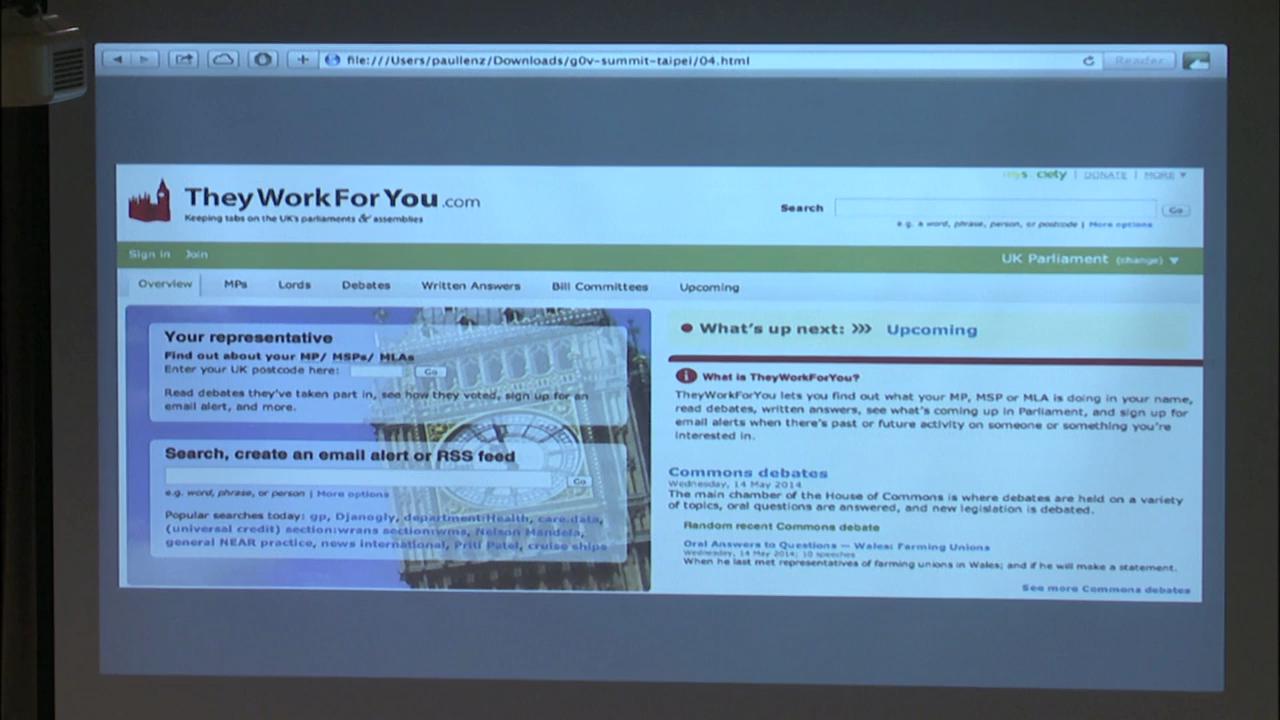 file:///Users/paullenz/Downloads/g0v-summit-taipei/04.html
Reader
TheyWorkForYou.com
Keeping tabs on the UK's parliaments & assemblies
mysociety | DONATE | MORE
Search
Go
e.g. a word, phrase, person, or postcode | More options
Sign in Join
UK Parliament (change)
Overview MPs Lords Debates Written Answers Bill Committees Upcoming
Your representative
Find out about your MP/ MSPs/ MLAs
Enter your UK postcode here: Go
Read debates they've taken part in, see how they voted, sign up for an
email alert, and more.
Search, create an email alert or RSS feed
Go
e.g. word, phrase, or person | More options
Popular searches today: gp, Djanogly, department:Health, care.data,
(universal credit) section:wrans section:wms, Nelson Mandela,
general NEAR practice, news international, Priti Patel, cruise ships
What's up next: >>> Upcoming
i What is TheyWorkForYou?
TheyWorkForYou lets you find out what your MP, MSP or MLA is doing in your name,
read debates, written answers, see what's coming up in Parliament, and sign up for
email alerts when there's past or future activity on someone or something you're
interested in.
Commons debates
Wednesday, 14 May 2014
The main chamber of the House of Commons is where debates are held on a variety
of topics, oral questions are answered, and new legislation is debated.
Random recent Commons debate
Oral Answers to Questions — Wales: Farming Unions
Wednesday, 14 May 2014; 10 speeches
When he last met representatives of farming unions in Wales; and if he will make a statement.
See more Commons debates